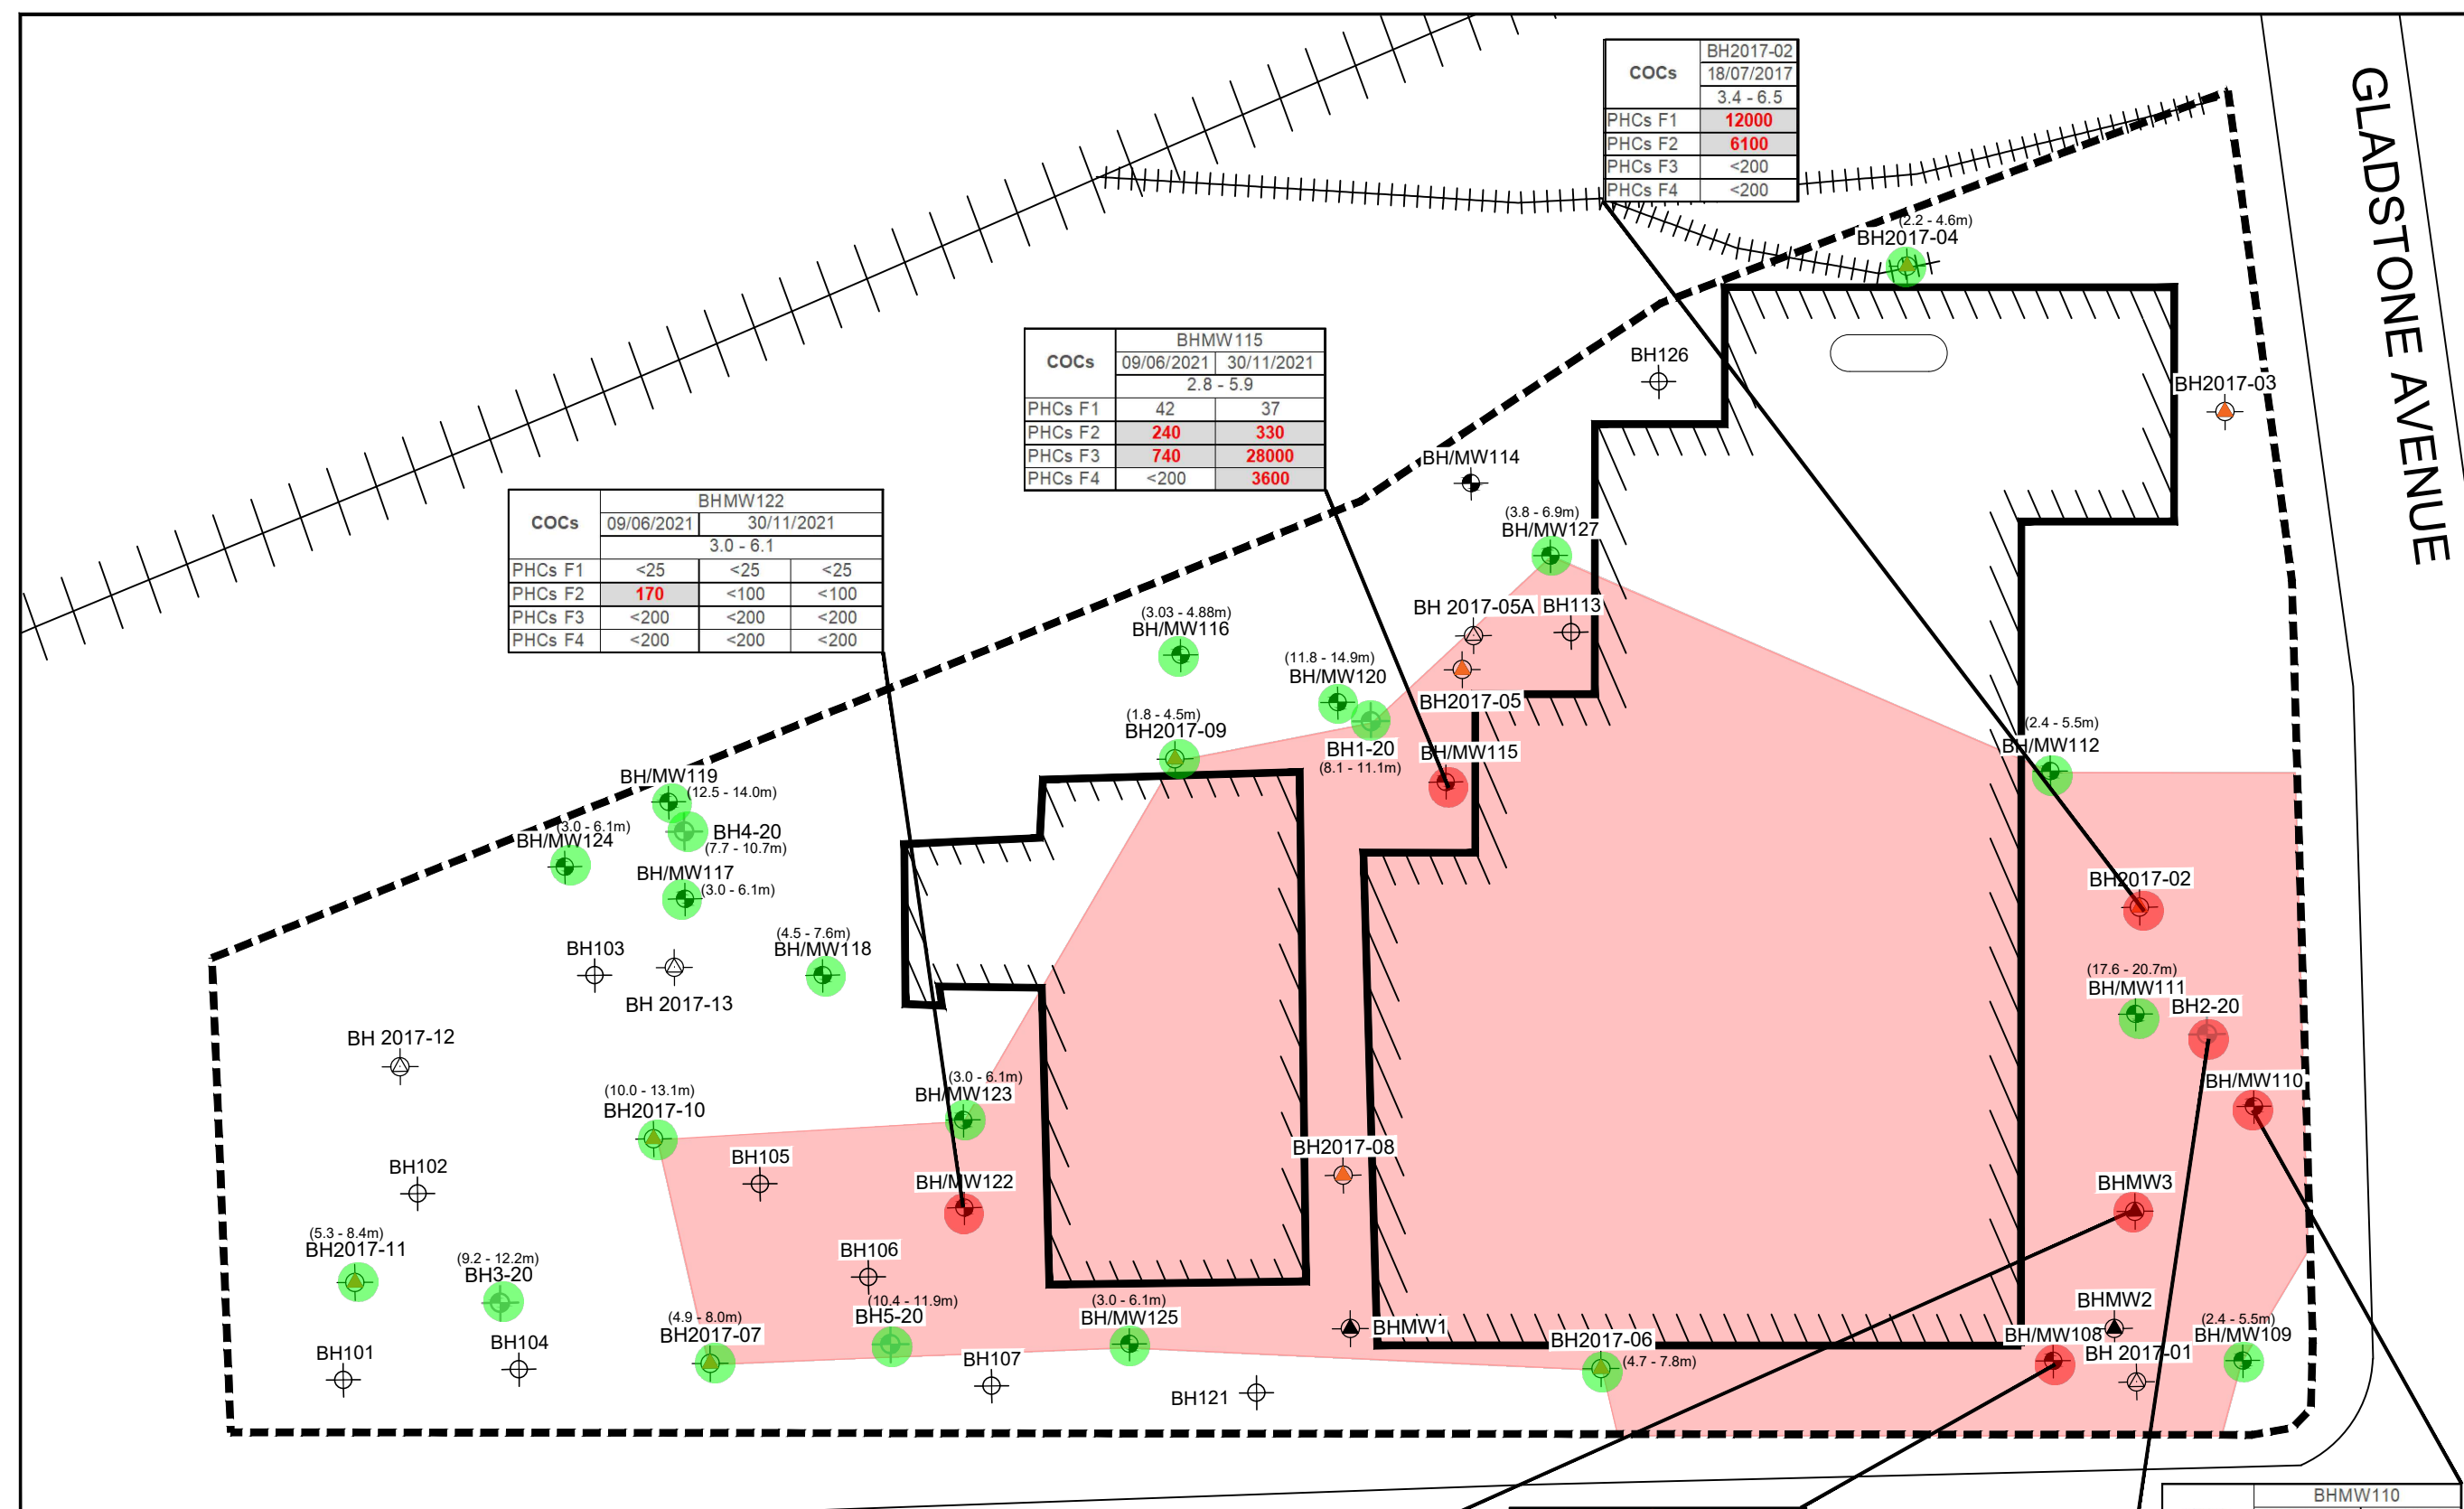 COCs BH2017-02
18/07/2017
3.4 - 6.5
PHCs F1 12000
PHCs F2 6100
PHCs F3 <200
PHCs F4 <200
GLADSTONE AVENUE
(2.2 - 4.6m)
BH2017-04
COCs BHMW115
09/06/2021 30/11/2021
2.8 - 5.9
PHCs F1 42 37
PHCs F2 240 330
PHCs F3 740 28000
PHCs F4 <200 3600
BH126
BH2017-03
BH/MW114
COCs BHMW122
09/06/2021 30/11/2021
3.0 - 6.1
PHCs F1 <25 <25 <25
PHCs F2 170 <100 <100
PHCs F3 <200 <200 <200
PHCs F4 <200 <200 <200
(3.8 - 6.9m)
BH/MW127
(3.03 - 4.88m)
BH/MW116
BH 2017-05A
BH113
(11.8 - 14.9m)
BH/MW120
BH2017-05
(1.8 - 4.5m)
BH2017-09
BH1-20
(8.1 - 11.1m)
BH/MW115
(2.4 - 5.5m)
BH/MW112
BH/MW119
(12.5 - 14.0m)
(3.0 - 6.1m)
BH/MW124
BH4-20
(7.7 - 10.7m)
BH/MW117
(3.0 - 6.1m)
BH2017-02
BH103
BH 2017-13
(4.5 - 7.6m)
BH/MW118
(17.6 - 20.7m)
BH/MW111
BH2-20
BH 2017-12
(10.0 - 13.1m)
BH2017-10
(3.0 - 6.1m)
BH/MW123
BH/MW110
BH102
BH105
BH/MW122
BH2017-08
BHMW3
(5.3 - 8.4m)
BH2017-11
(9.2 - 12.2m)
BH3-20
BH106
(10.4 - 11.9m)
BH5-20
(3.0 - 6.1m)
BH/MW125
BHMW1
BHMW2
(4.9 - 8.0m)
BH2017-07
BH2017-06
(4.7 - 7.8m)
BH/MW108
(2.4 - 5.5m)
BH/MW109
BH 2017-01
BH101
BH104
BH107
BH121
BHMW110